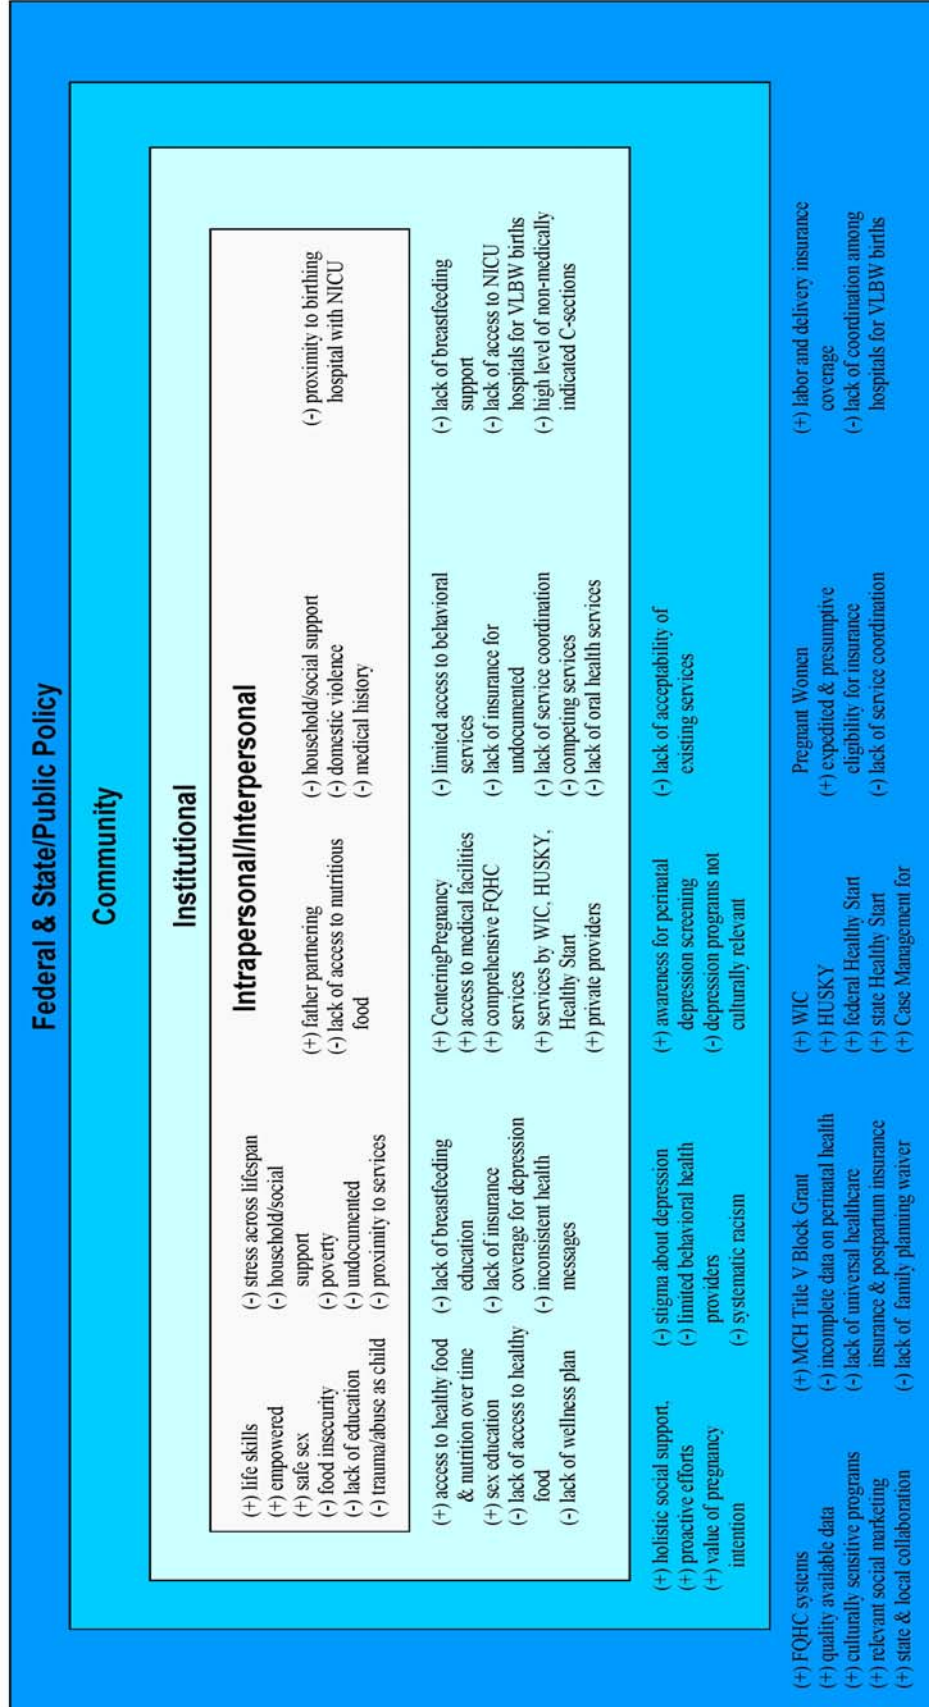 Federal & State/Public Policy
Community
Institutional
Intrapersonal/Interpersonal
(+) life skills
(+) empowered
(+) safe sex
(-) food insecurity
(-) lack of education
(-) trauma/abuse as child
(-) stress across lifespan
(-) household/social
support
(-) poverty
(-) undocumented
(-) proximity to services
(+) father partnering
(-) lack of access to nutritious
food
(-) household/social support
(-) domestic violence
(-) medical history
(-) proximity to birthing
hospital with NICU
(+) access to healthy food
& nutrition over time
(+) sex education
(-) lack of access to healthy
food
(-) lack of wellness plan
(-) lack of breastfeeding
education
(-) lack of insurance
coverage for depression
(-) inconsistent health
messages
(+) CenteringPregnancy
(+) access to medical facilities
(+) comprehensive FQHC
services
(+) services by WIC, HUSKY,
Healthy Start
(+) private providers
(-) limited access to behavioral
services
(-) lack of insurance for
undocumented
(-) lack of service coordination
(-) competing services
(-) lack of oral health services
(-) lack of breastfeeding
support
(-) lack of access to NICU
hospitals for VLBW births
(-) high level of non-medically
indicated C-sections
(+) holistic social support,
(+) proactive efforts
(+) value of pregnancy
intention
(-) stigma about depression
(-) limited behavioral health
providers
(-) systematic racism
(+) awareness for perinatal
depression screening
(-) depression programs not
culturally relevant
(-) lack of acceptability of
existing services
(+) FQHC systems
(+) quality available data
(+) culturally sensitive programs
(+) relevant social marketing
(+) state & local collaboration
(+) MCH Title V Block Grant
(-) incomplete data on perinatal health
(-) lack of universal healthcare
insurance & postpartum insurance
(-) lack of family planning waiver
(+) WIC
(+) HUSKY
(+) federal Healthy Start
(+) state Healthy Start
(+) Case Management for
Pregnant Women
(+) expedited & presumptive
eligibility for insurance
(-) lack of service coordination
(+) labor and delivery insurance
coverage
(-) lack of coordination among
hospitals for VLBW births